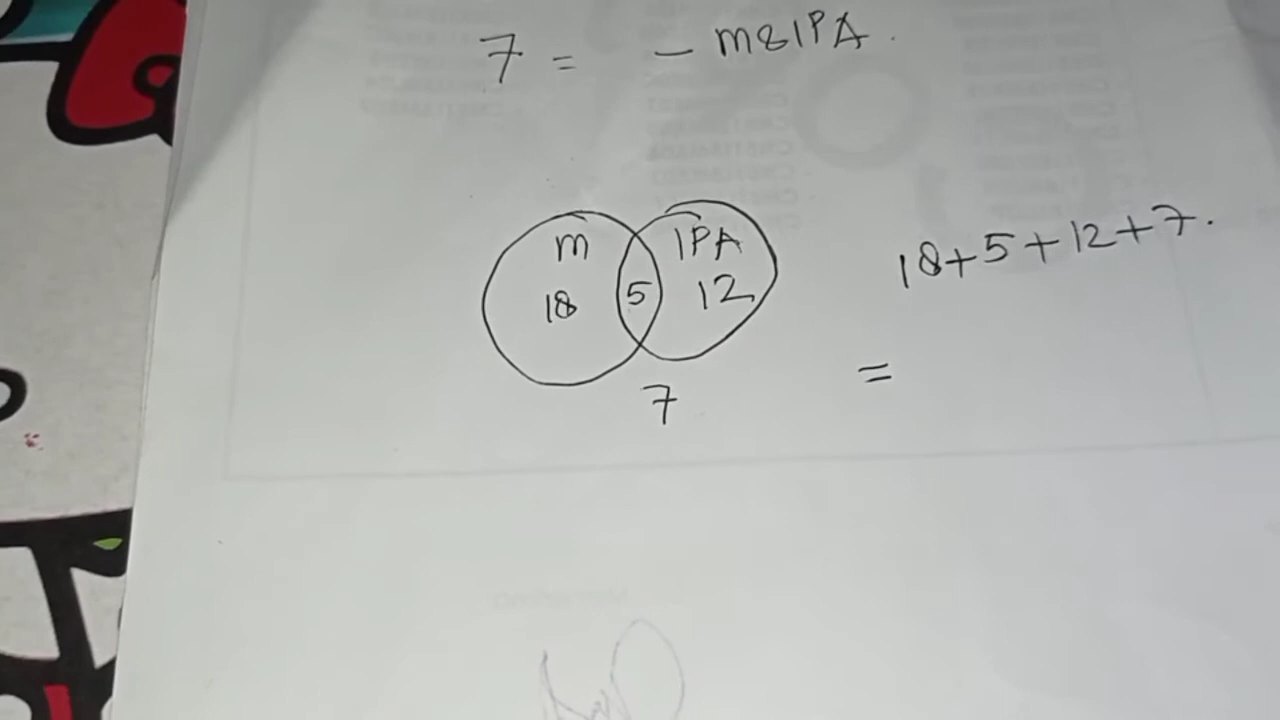 7 = - m&IPA.
m IPA
18 5 12
7
18+5+12+7.
=